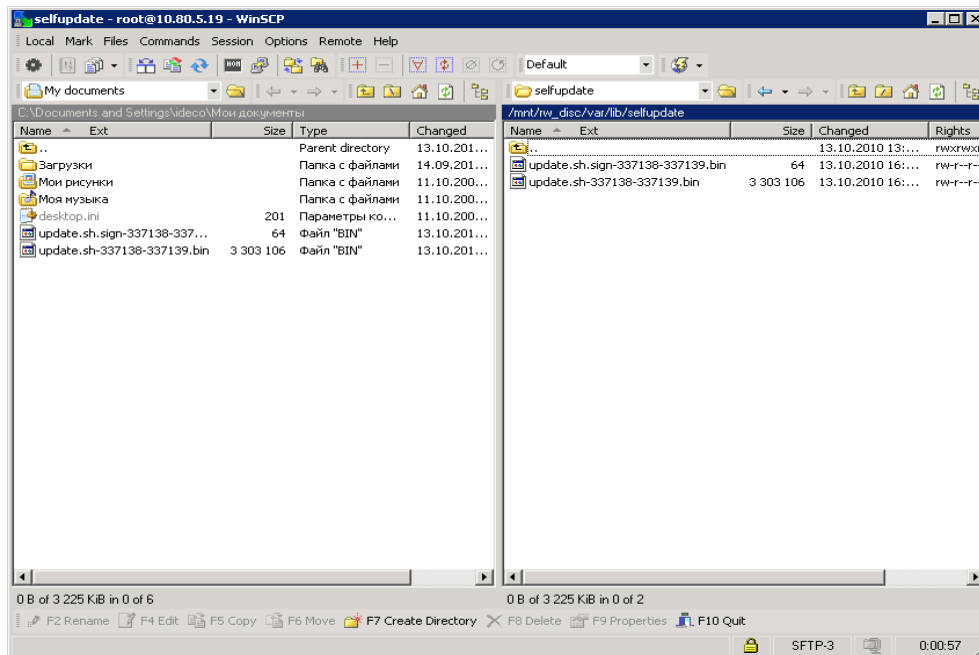 selfupdate - root@10.80.5.19 - WinSCP
Local Mark Files Commands Session Options Remote Help
Default
My documents
selfupdate
C:\Documents and Settings\ideco\Мои документы
/mnt/rw_disc/var/lib/selfupdate
Name Ext Size Type Changed
Name Ext Size Changed Rights
.. Parent directory 13.10.201...
Загрузки Папка с файлами 14.09.201...
Мои рисунки Папка с файлами 11.10.200...
Моя музыка Папка с файлами 11.10.200...
desktop.ini 201 Параметры ко... 11.10.200...
update.sh.sign-337138-337... 64 Файл "BIN" 13.10.201...
update.sh-337138-337139.bin 3 303 106 Файл "BIN" 13.10.201...
.. 13.10.2010 13:... rwxrwxr
update.sh.sign-337138-337139.bin 64 13.10.2010 16:... rw-r--r-
update.sh-337138-337139.bin 3 303 106 13.10.2010 16:... rw-r--r-
0 B of 3 225 KiB in 0 of 6
0 B of 3 225 KiB in 0 of 2
F2 Rename F4 Edit F5 Copy F6 Move F7 Create Directory F8 Delete F9 Properties F10 Quit
SFTP-3 0:00:57